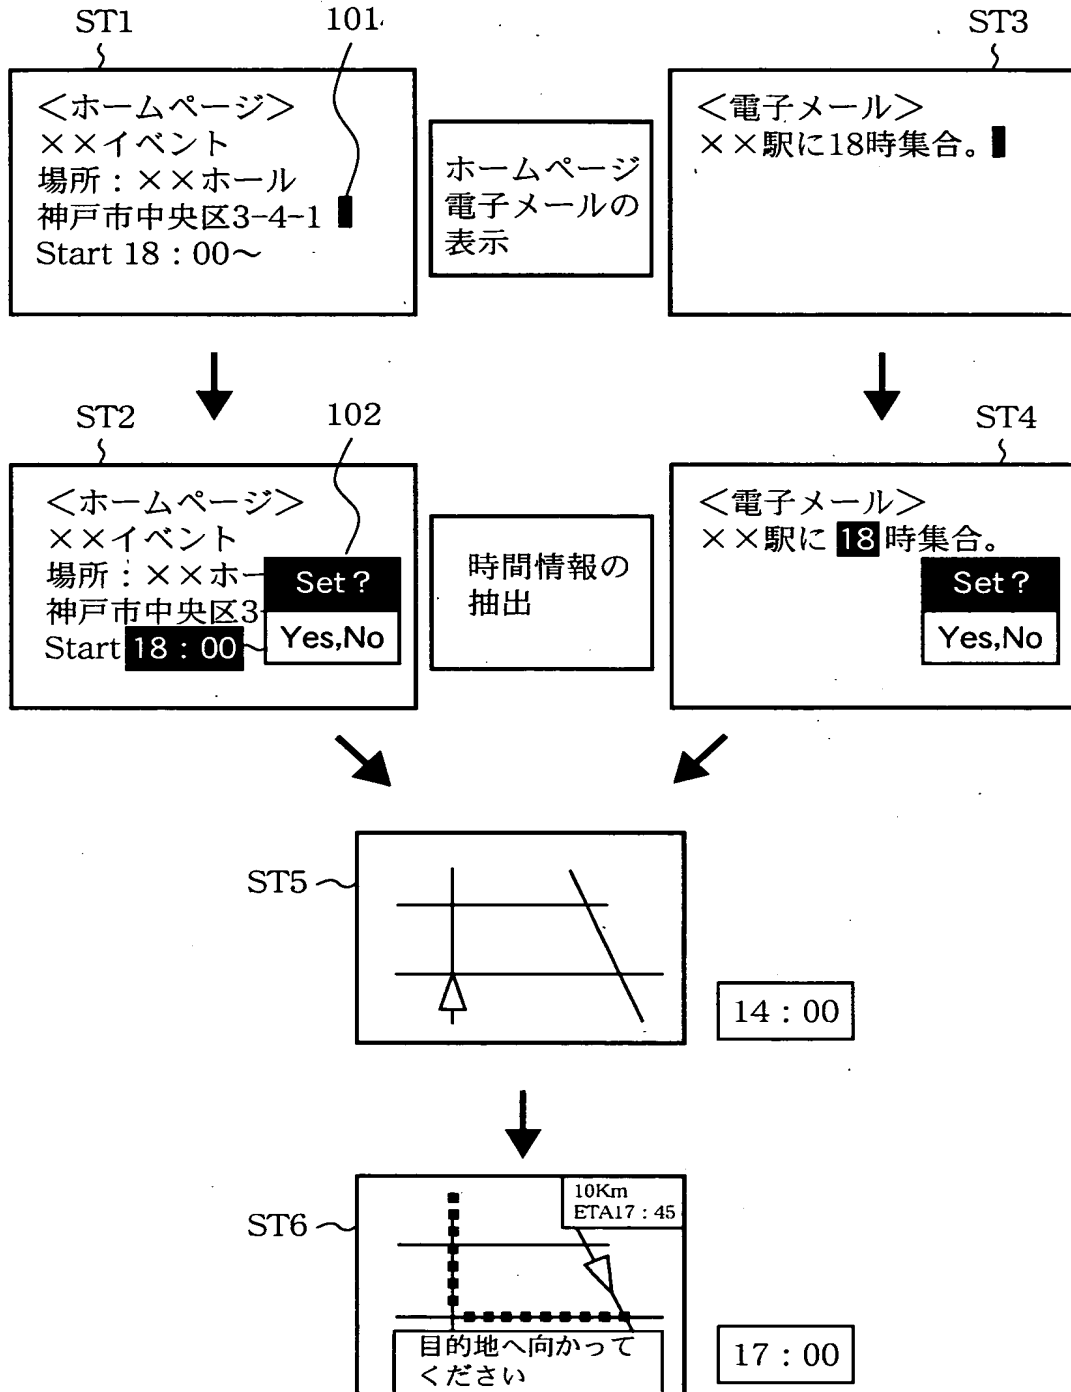 ST1
101
ST3
<ホームページ>
××イベント
場所：××ホール
神戸市中央区3-4-1
Start 18：00～
ホームページ
電子メールの
表示
<電子メール>
××駅に18時集合。
ST2
102
ST4
<ホームページ>
××イベント
場所：××ホー
神戸市中央区3-
Start 18：00～
Set？
Yes,No
時間情報の
抽出
<電子メール>
××駅に 18 時集合。
Set？
Yes,No
ST5
14：00
ST6
10Km
ETA17：45
目的地へ向かって
ください
17：00